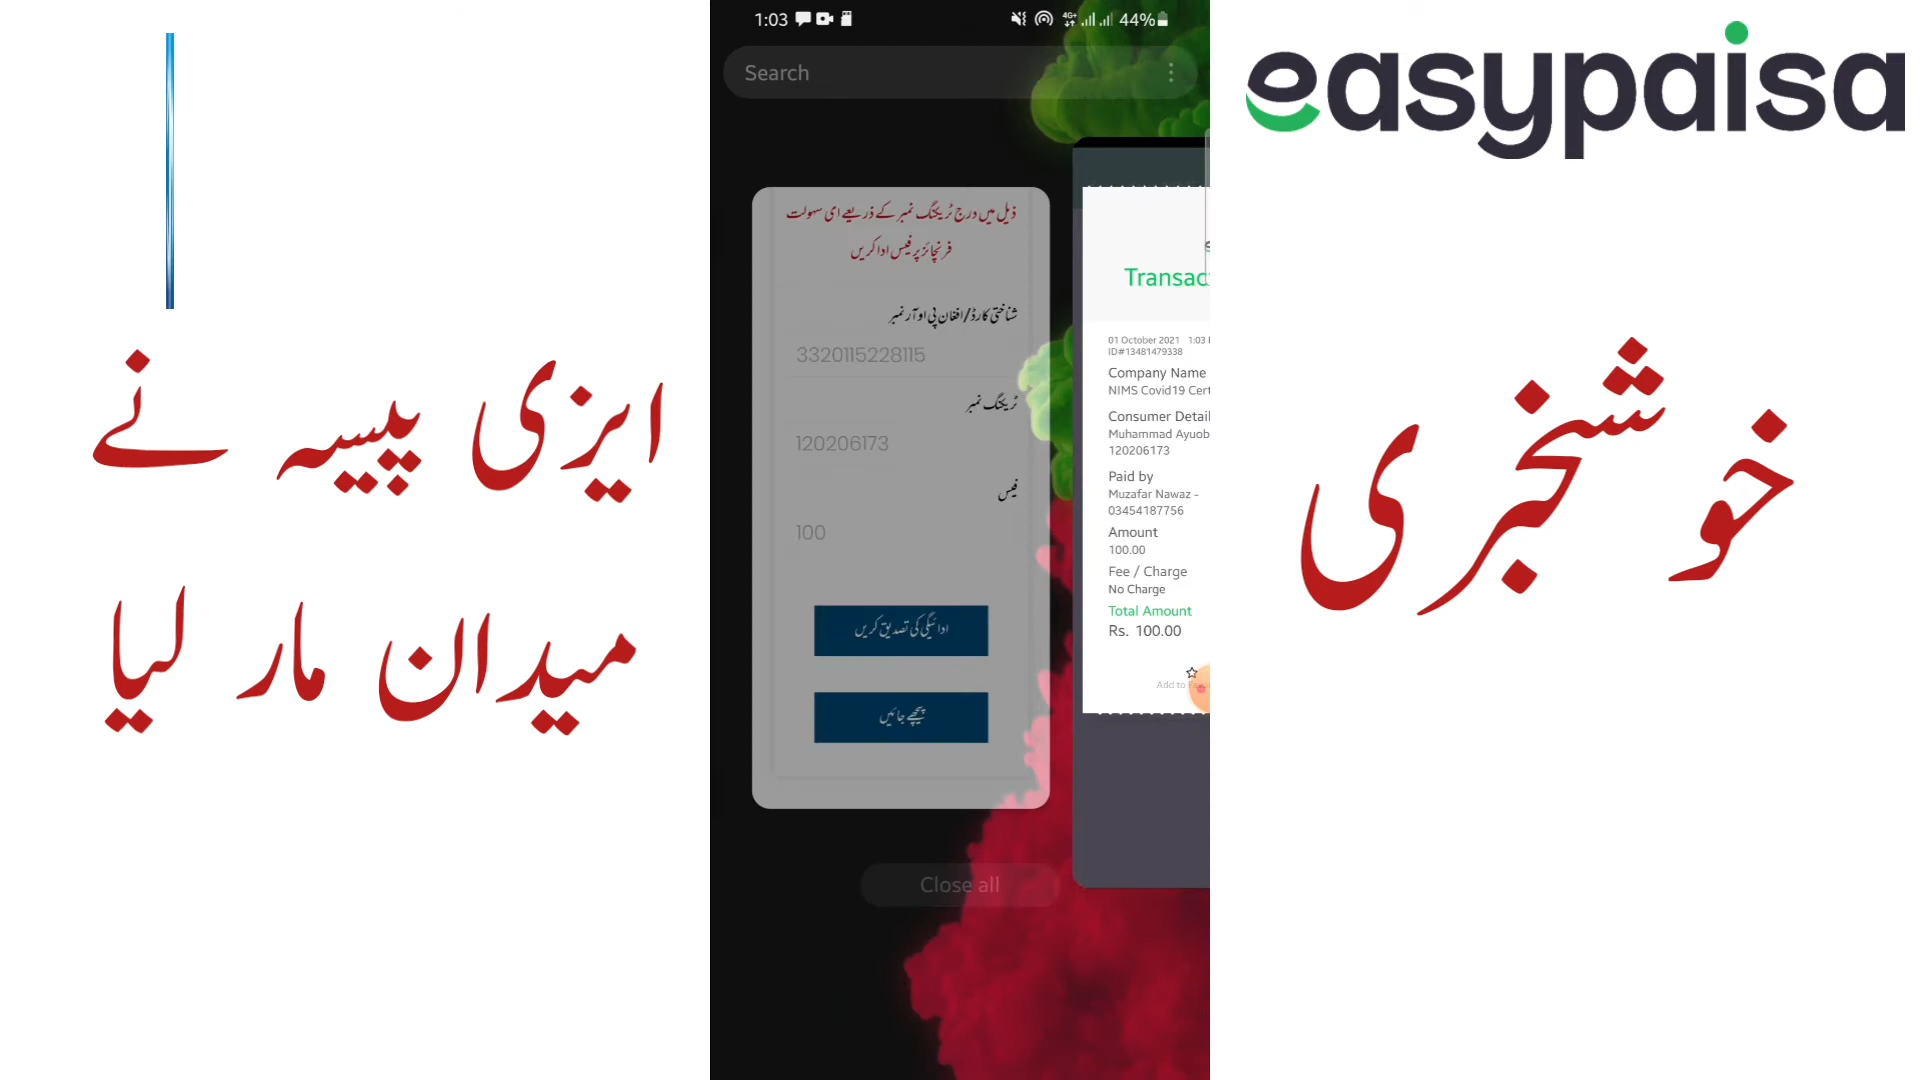 ایزی پیسہ نے
میدان مار لیا
1:03
4G+
44%
Search
ذیل میں درج ٹریکنگ نمبر کے ذریعے ای سہولت
فرنچائز پر فیس ادا کریں
شناختی کارڈ/افغان پی او آر نمبر
3320115228115
ٹریکنگ نمبر
120206173
فیس
100
ادائیگی کی تصدیق کریں
پیچھے جائیں
Close all
Transac
01 October 2021 1:03
ID#13481479338
Company Name
NIMS Covid19 Cert
Consumer Detail
Muhammad Ayuob
120206173
Paid by
Muzafar Nawaz -
03454187756
Amount
100.00
Fee / Charge
No Charge
Total Amount
Rs. 100.00
Add to
easypaisa
خوشخبری